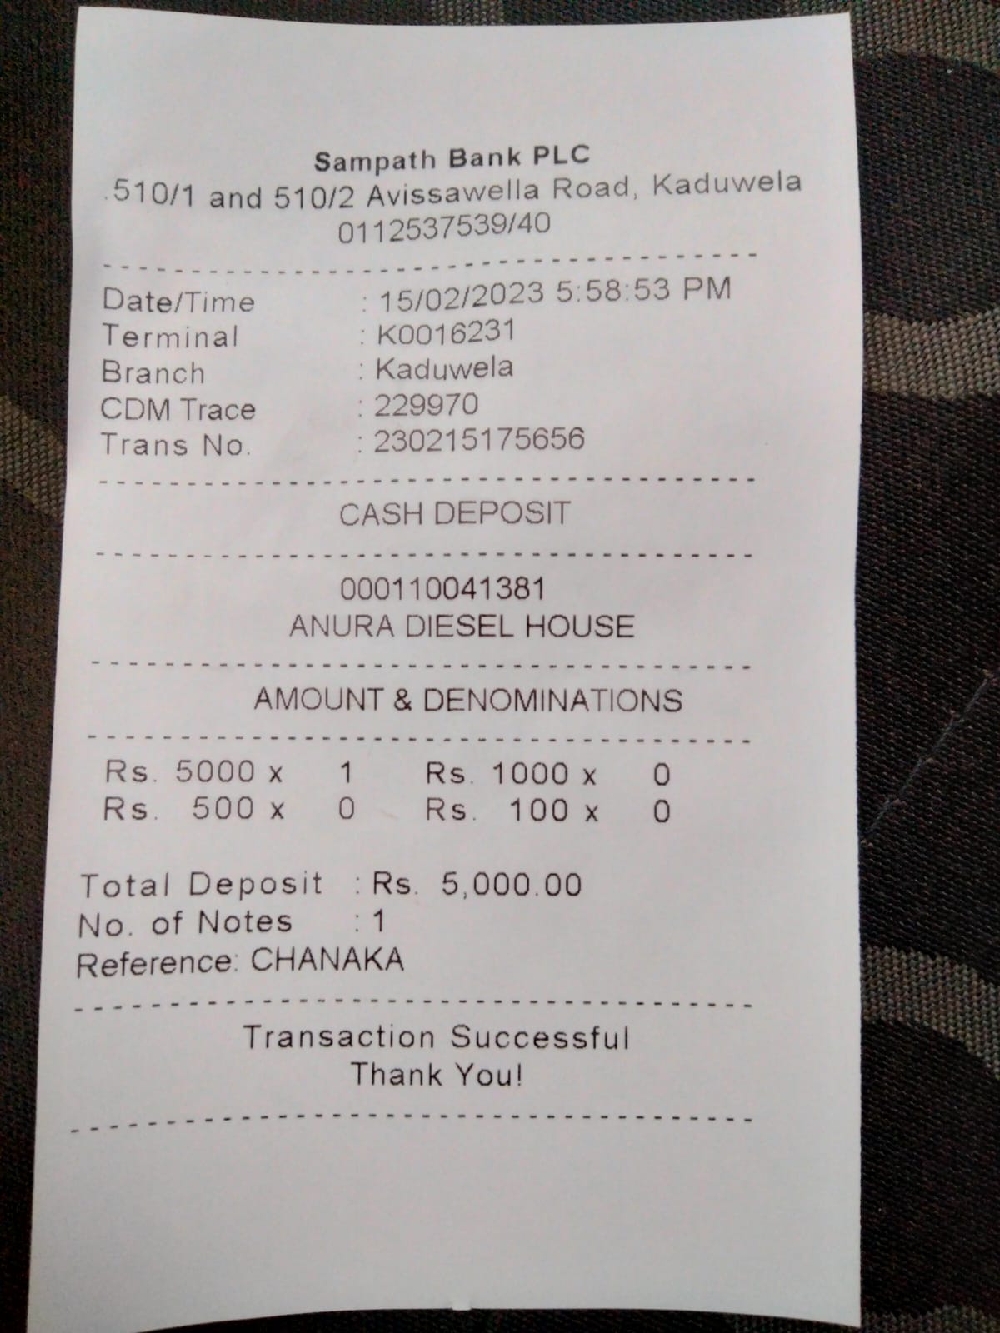 Sampath Bank PLC
.510/1 and 510/2 Avissawella Road, Kaduwela
0112537539/40
Date/Time : 15/02/2023 5:58:53 PM
Terminal : K0016231
Branch : Kaduwela
CDM Trace : 229970
Trans No. : 230215175656
CASH DEPOSIT
000110041381
ANURA DIESEL HOUSE
AMOUNT & DENOMINATIONS
Rs. 5000 x 1 Rs. 1000 x 0
Rs. 500 x 0 Rs. 100 x 0
Total Deposit : Rs. 5,000.00
No. of Notes : 1
Reference: CHANAKA
Transaction Successful
Thank You!